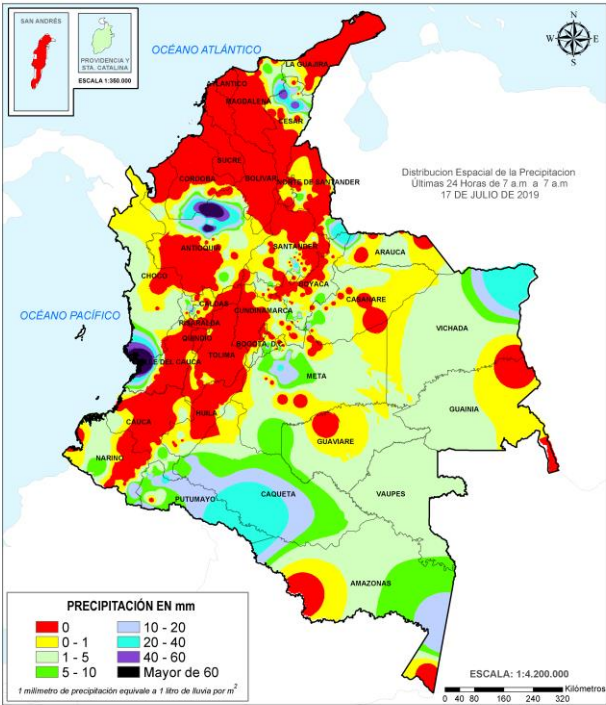 SAN ANDRÉS
PROVIDENCIA Y
STA. CATALINA
ESCALA 1:350.000
OCÉANO ATLÁNTICO
N
W
E
S
LA GUAJIRA
ATLANTICO
MAGDALENA
CESAR
SUCRE
CORDOBA
BOLIVAR
NORTE DE SANTANDER
Distribucion Espacial de la Precipitacion
Últimas 24 Horas de 7 a.m a 7 a.m
17 DE JULIO DE 2019
ANTIOQUIA
SANTANDER
ARAUCA
CHOCO
BOYACA
CASANARE
OCÉANO PACÍFICO
CALDAS
CUNDINAMARCA
RISARALDA
QUINDIO
BOGOTA D.C.
VICHADA
VALLE DEL CAUCA
TOLIMA
META
GUAINIA
HUILA
CAUCA
GUAVIARE
NARIÑO
PUTUMAYO
CAQUETA
VAUPES
AMAZONAS
PRECIPITACIÓN EN mm
0
0 - 1
1 - 5
5 - 10
10 - 20
20 - 40
40 - 60
Mayor de 60
1 milímetro de precipitación equivale a 1 litro de lluvia por m²
ESCALA: 1:4.200.000
Kilómetros
0 40 80 160 240 320